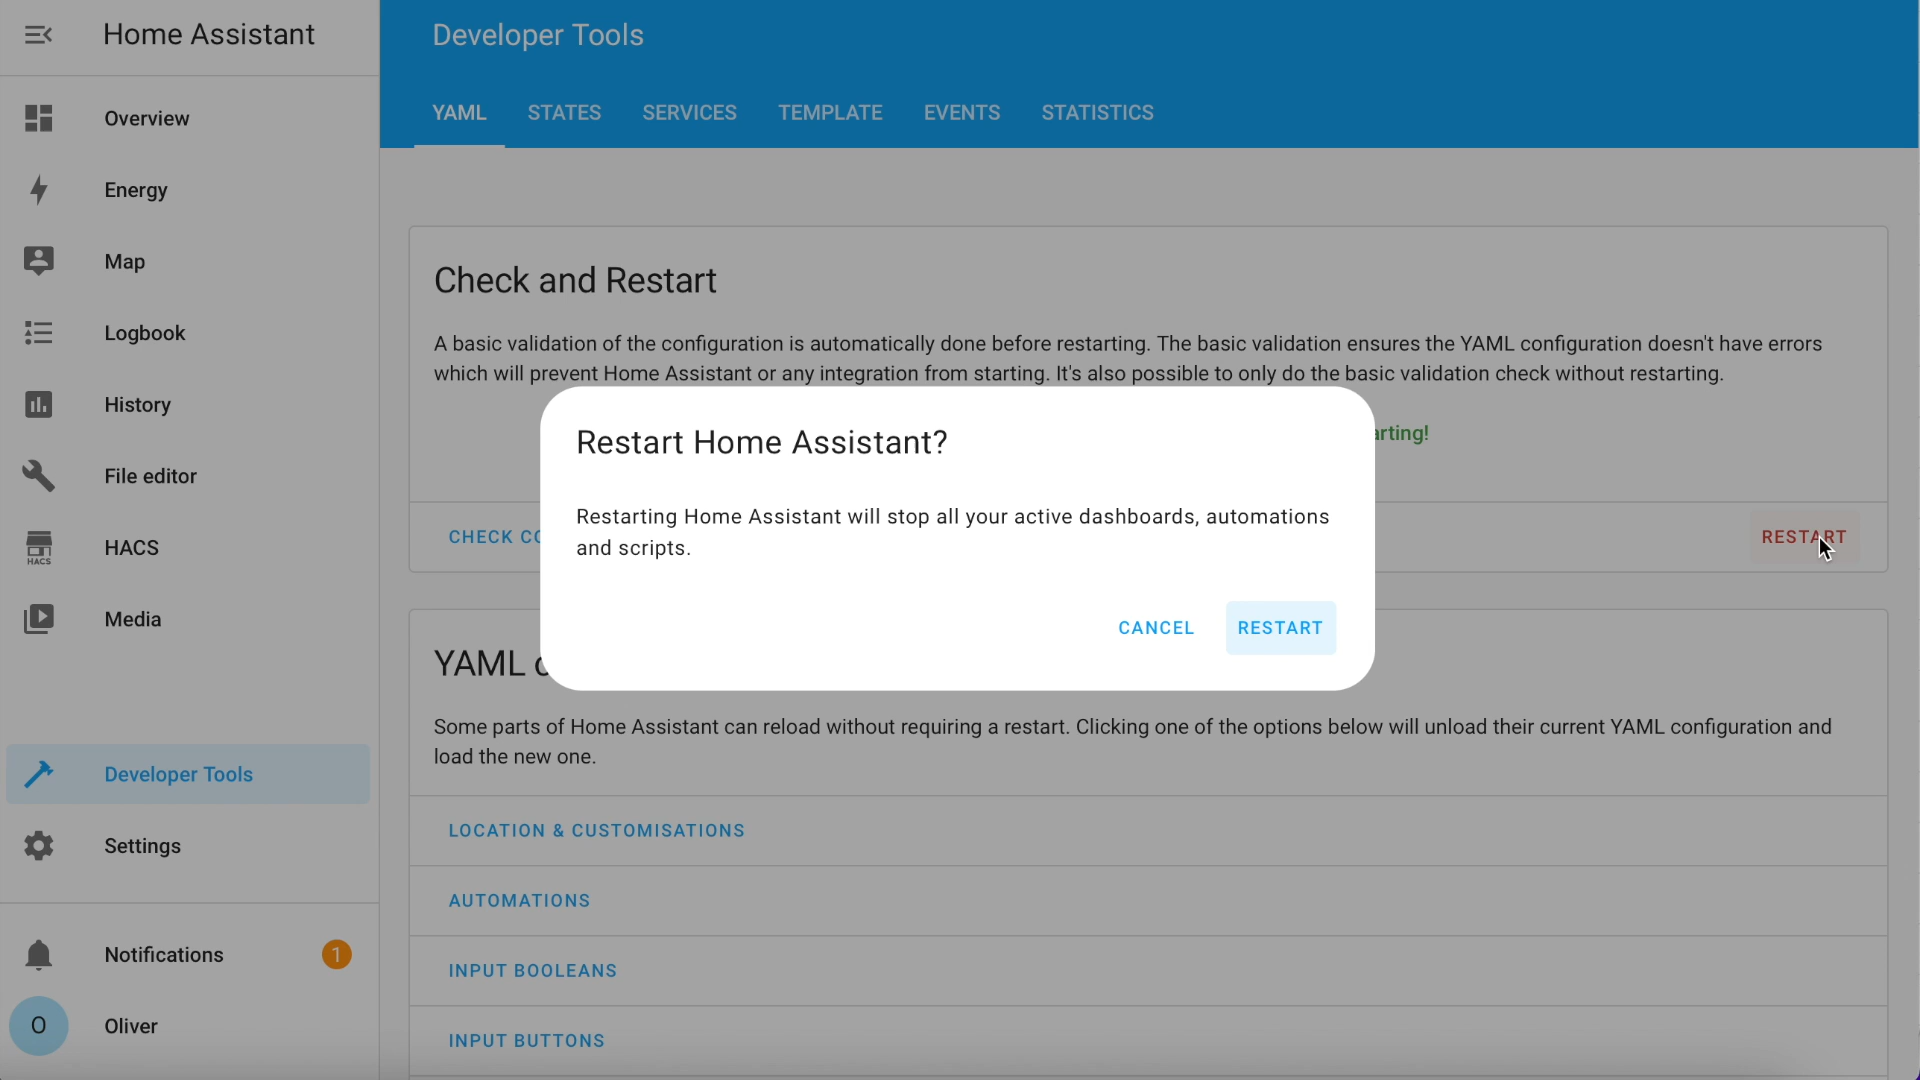 Home Assistant
Overview
Energy
Map
Logbook
History
File editor
HACS
HACS
Media
Developer Tools
Settings
Notifications
1
O
Oliver
Developer Tools
YAML
STATES
SERVICES
TEMPLATE
EVENTS
STATISTICS
Check and Restart
A basic validation of the configuration is automatically done before restarting. The basic validation ensures the YAML configuration doesn't have errors
which will prevent Home Assistant or any integration from starting. It's also possible to only do the basic validation check without restarting.
arting!
CHECK CO
RESTART
Restart Home Assistant?
Restarting Home Assistant will stop all your active dashboards, automations
and scripts.
CANCEL
RESTART
YAML c
Some parts of Home Assistant can reload without requiring a restart. Clicking one of the options below will unload their current YAML configuration and
load the new one.
LOCATION & CUSTOMISATIONS
AUTOMATIONS
INPUT BOOLEANS
INPUT BUTTONS